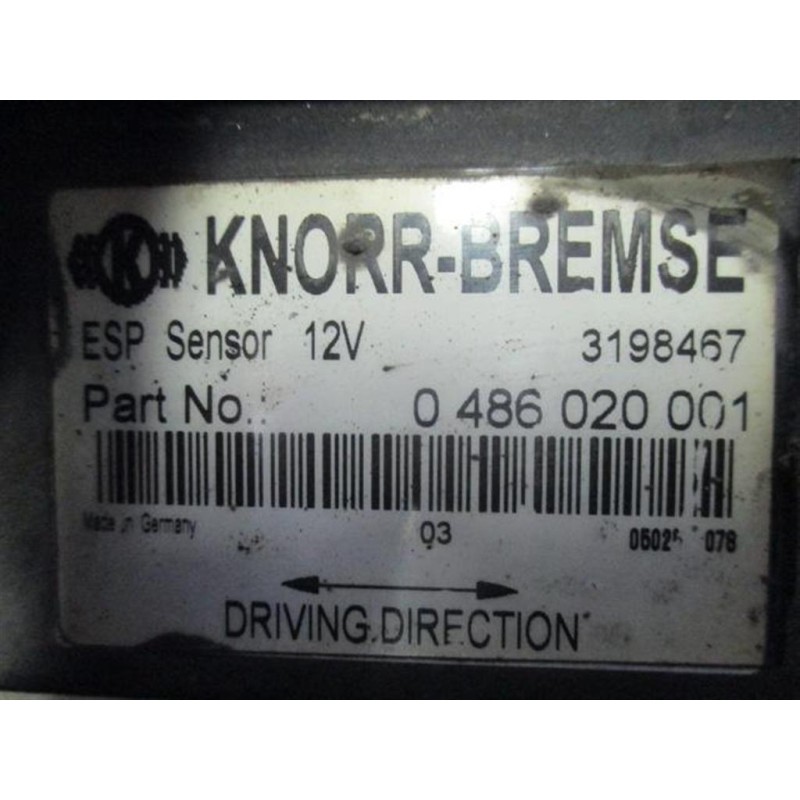 K KNORR-BREMSE
ESP Sensor 12V 3198467
Part No.: 0 486 020 001
Made in Germany 03 078
DRIVING DIRECTION